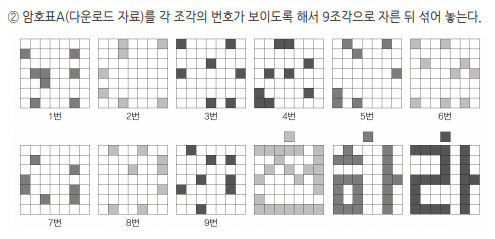 ② 암호표A(다운로드 자료)를 각 조각의 번호가 보이도록 해서 9조각으로 자른 뒤 섞어 놓는다.
1번 2번 3번 4번 5번 6번
7번 8번 9번
하 라